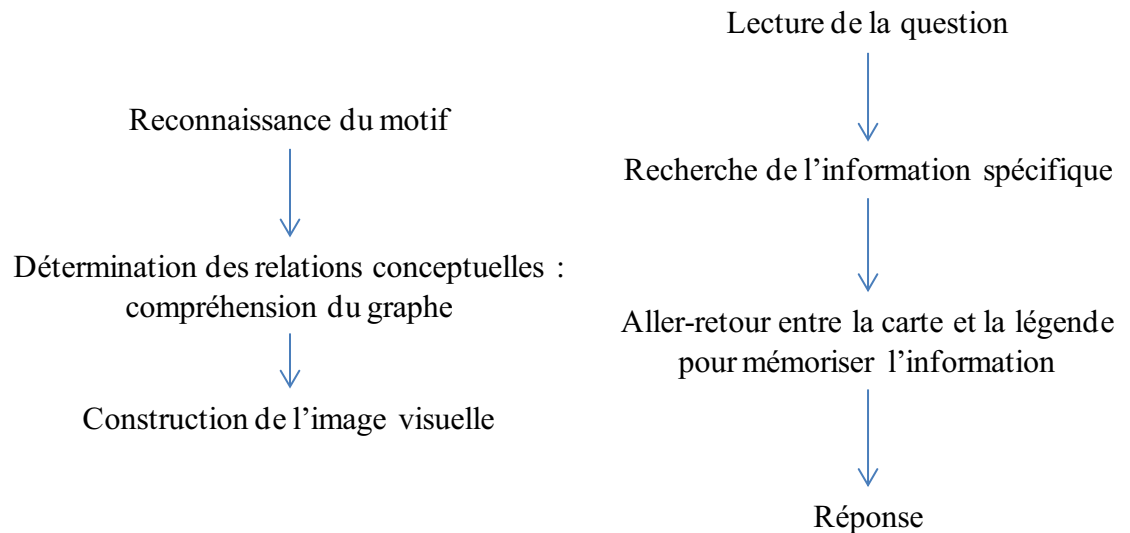 Reconnaissance du motif
Détermination des relations conceptuelles :
compréhension du graphe
Construction de l’image visuelle
Lecture de la question
Recherche de l’information spécifique
Aller-retour entre la carte et la légende
pour mémoriser l’information
Réponse